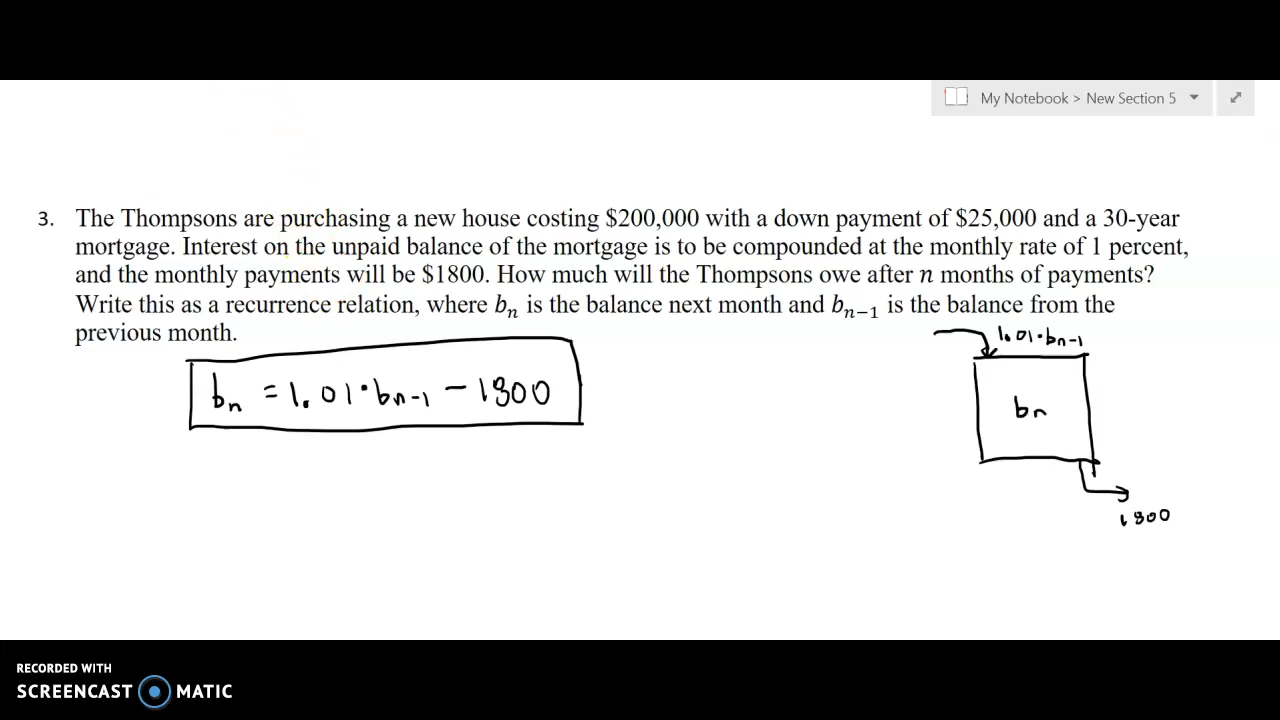 My Notebook > New Section 5
3. The Thompsons are purchasing a new house costing $200,000 with a down payment of $25,000 and a 30-year
mortgage. Interest on the unpaid balance of the mortgage is to be compounded at the monthly rate of 1 percent,
and the monthly payments will be $1800. How much will the Thompsons owe after n months of payments?
Write this as a recurrence relation, where bₙ is the balance next month and bₙ₋₁ is the balance from the
previous month.
1.01·bₙ₋₁
bₙ = 1.01·bₙ₋₁ − 1800
bₙ
1800
RECORDED WITH
SCREENCAST MATIC